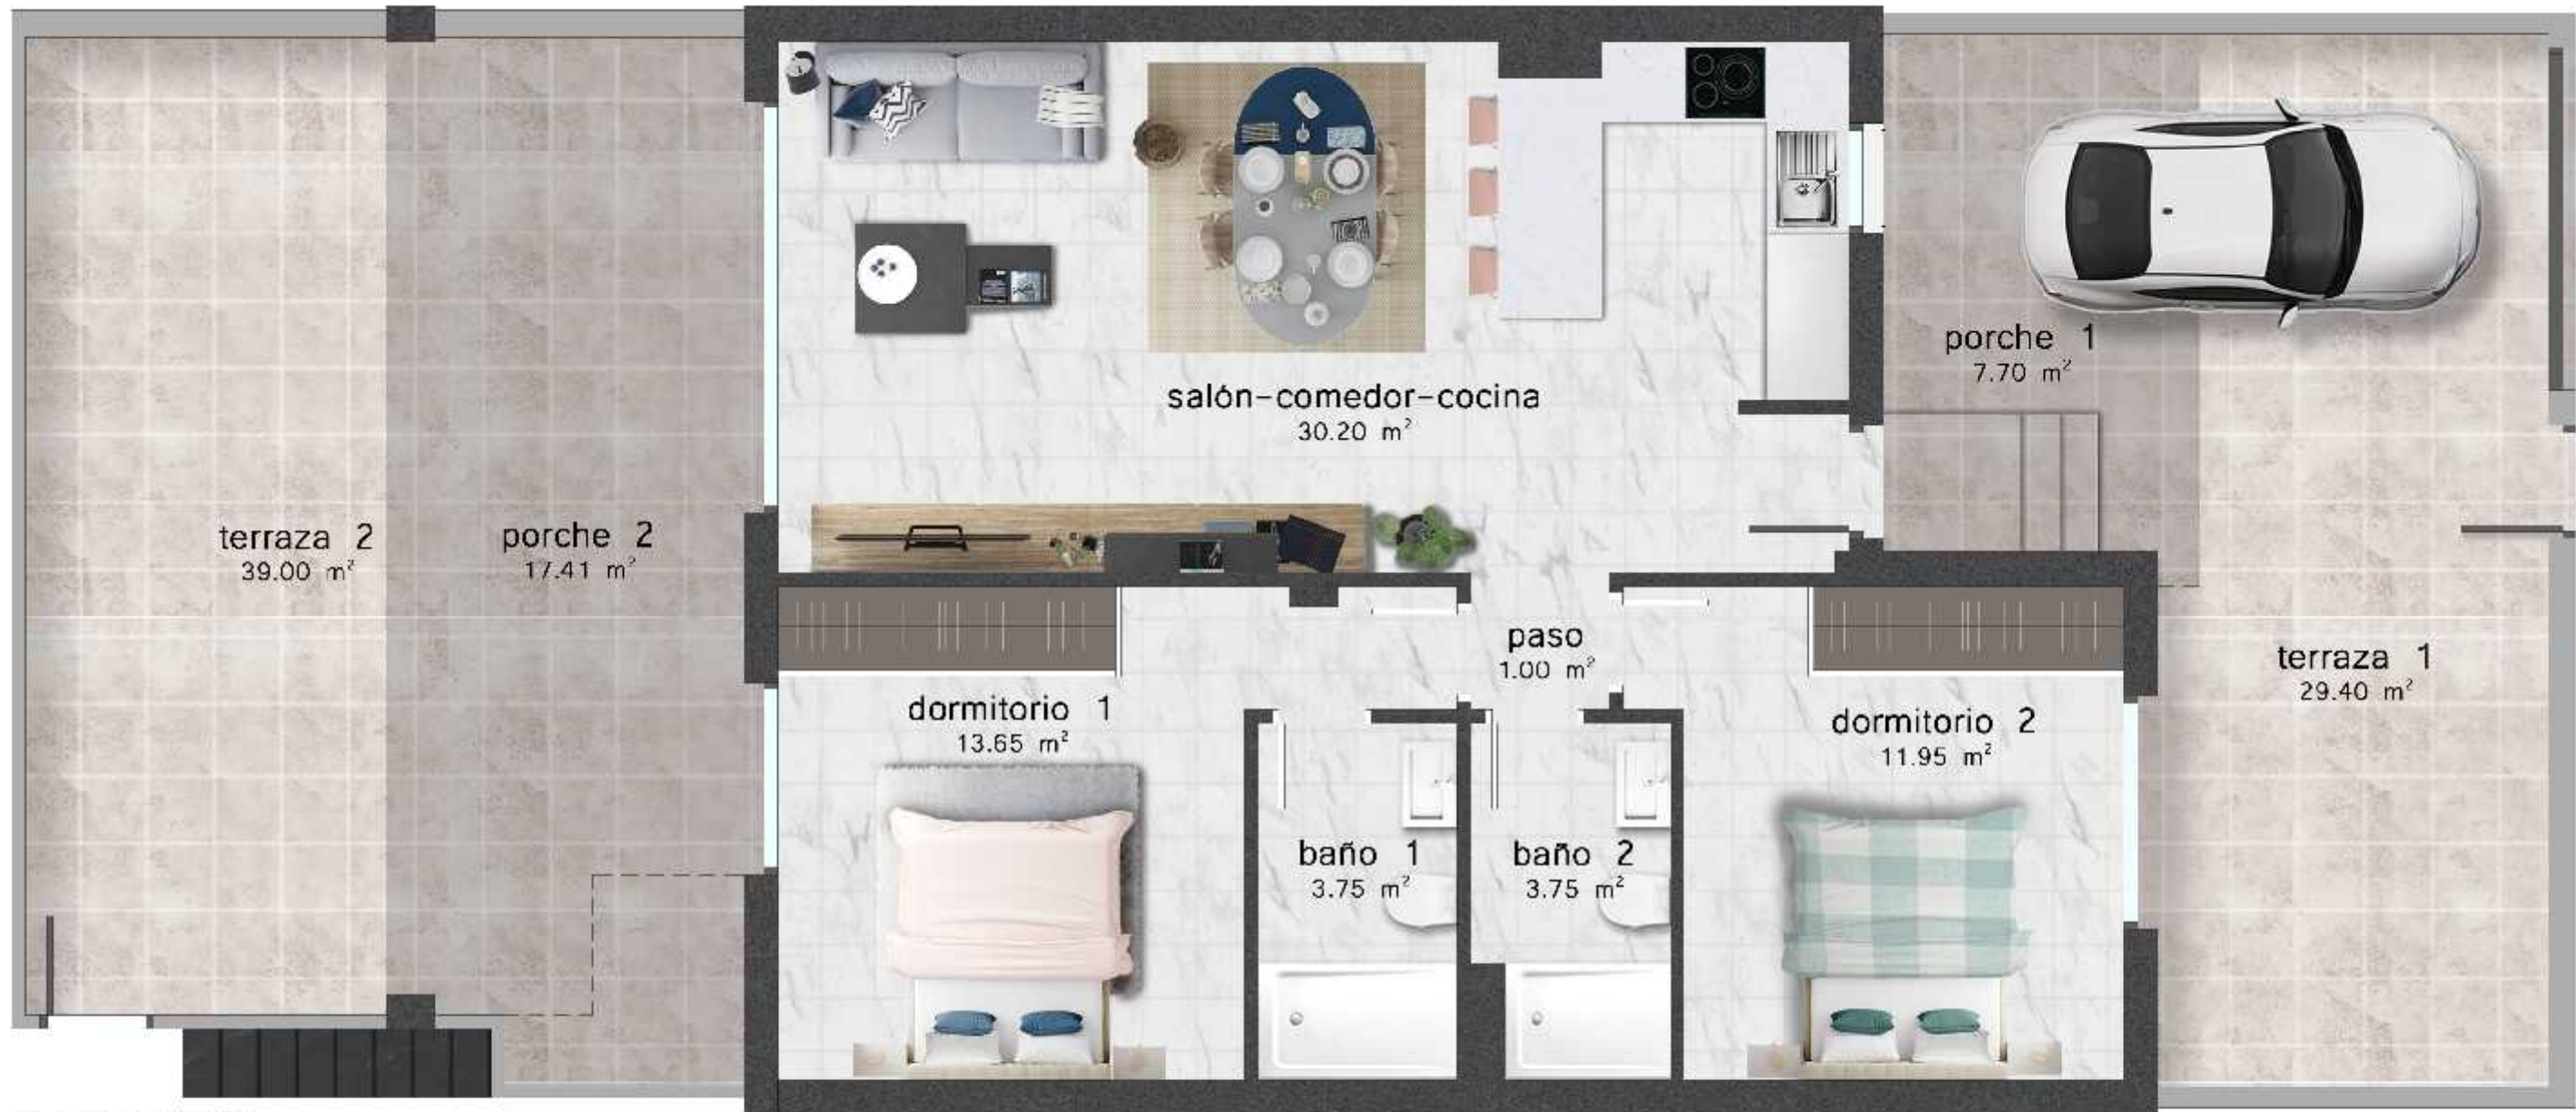 salón-comedor-cocina
30.20 m²
porche 1
7.70 m²
terraza 2
39.00 m²
porche 2
17.41 m²
paso
1.00 m²
terraza 1
29.40 m²
dormitorio 1
13.65 m²
dormitorio 2
11.95 m²
baño 1
3.75 m²
baño 2
3.75 m²